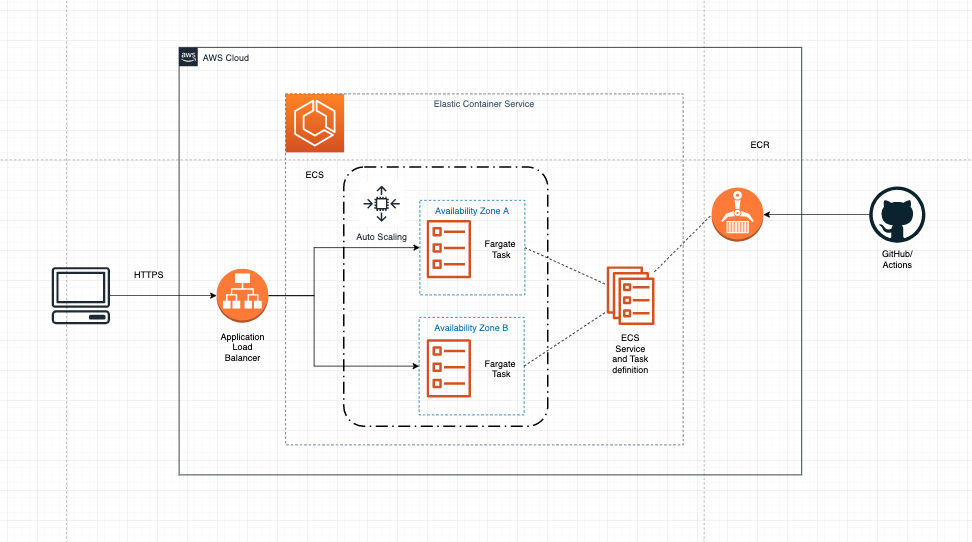 aws
AWS Cloud
Elastic Container Service
ECR
ECS
Availability Zone A
Auto Scaling
Fargate
Task
GitHub/
Actions
HTTPS
Application
Load
Balancer
Availability Zone B
Fargate
Task
ECS
Service
and Task
definition